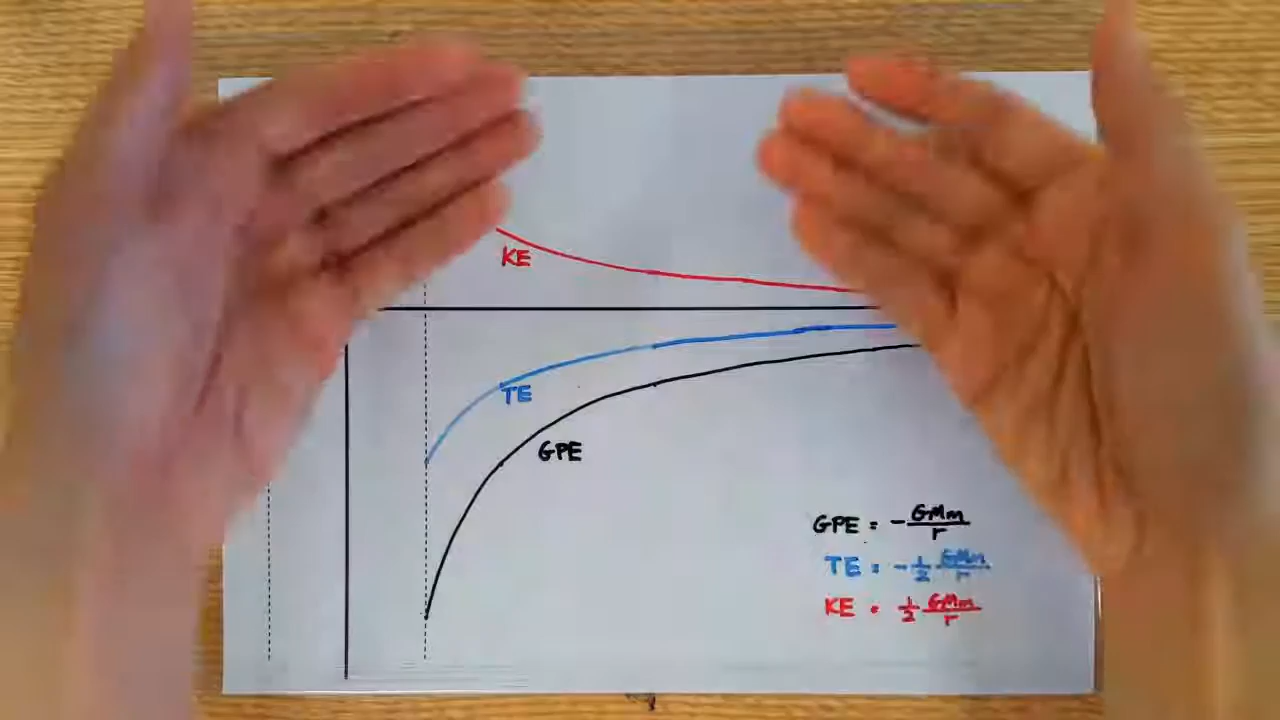 KE
TE
GPE
GPE = - GMm/r
TE = - 1/2 GMm/r
KE = 1/2 GMm/r